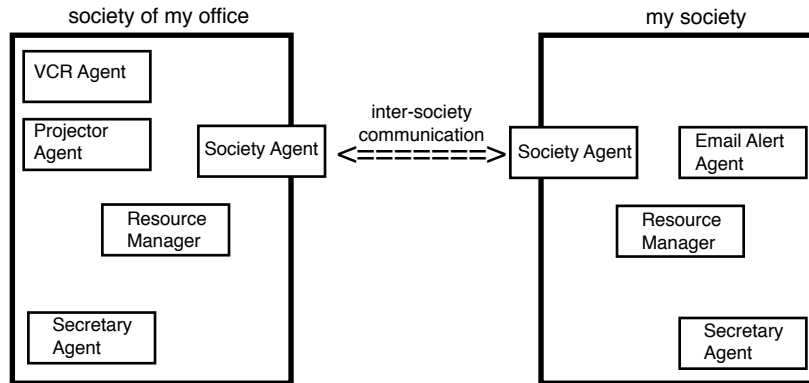 society of my office
my society
VCR Agent
Projector
Agent
Society Agent
inter-society
communication
Society Agent
Email Alert
Agent
Resource
Manager
Resource
Manager
Secretary
Agent
Secretary
Agent